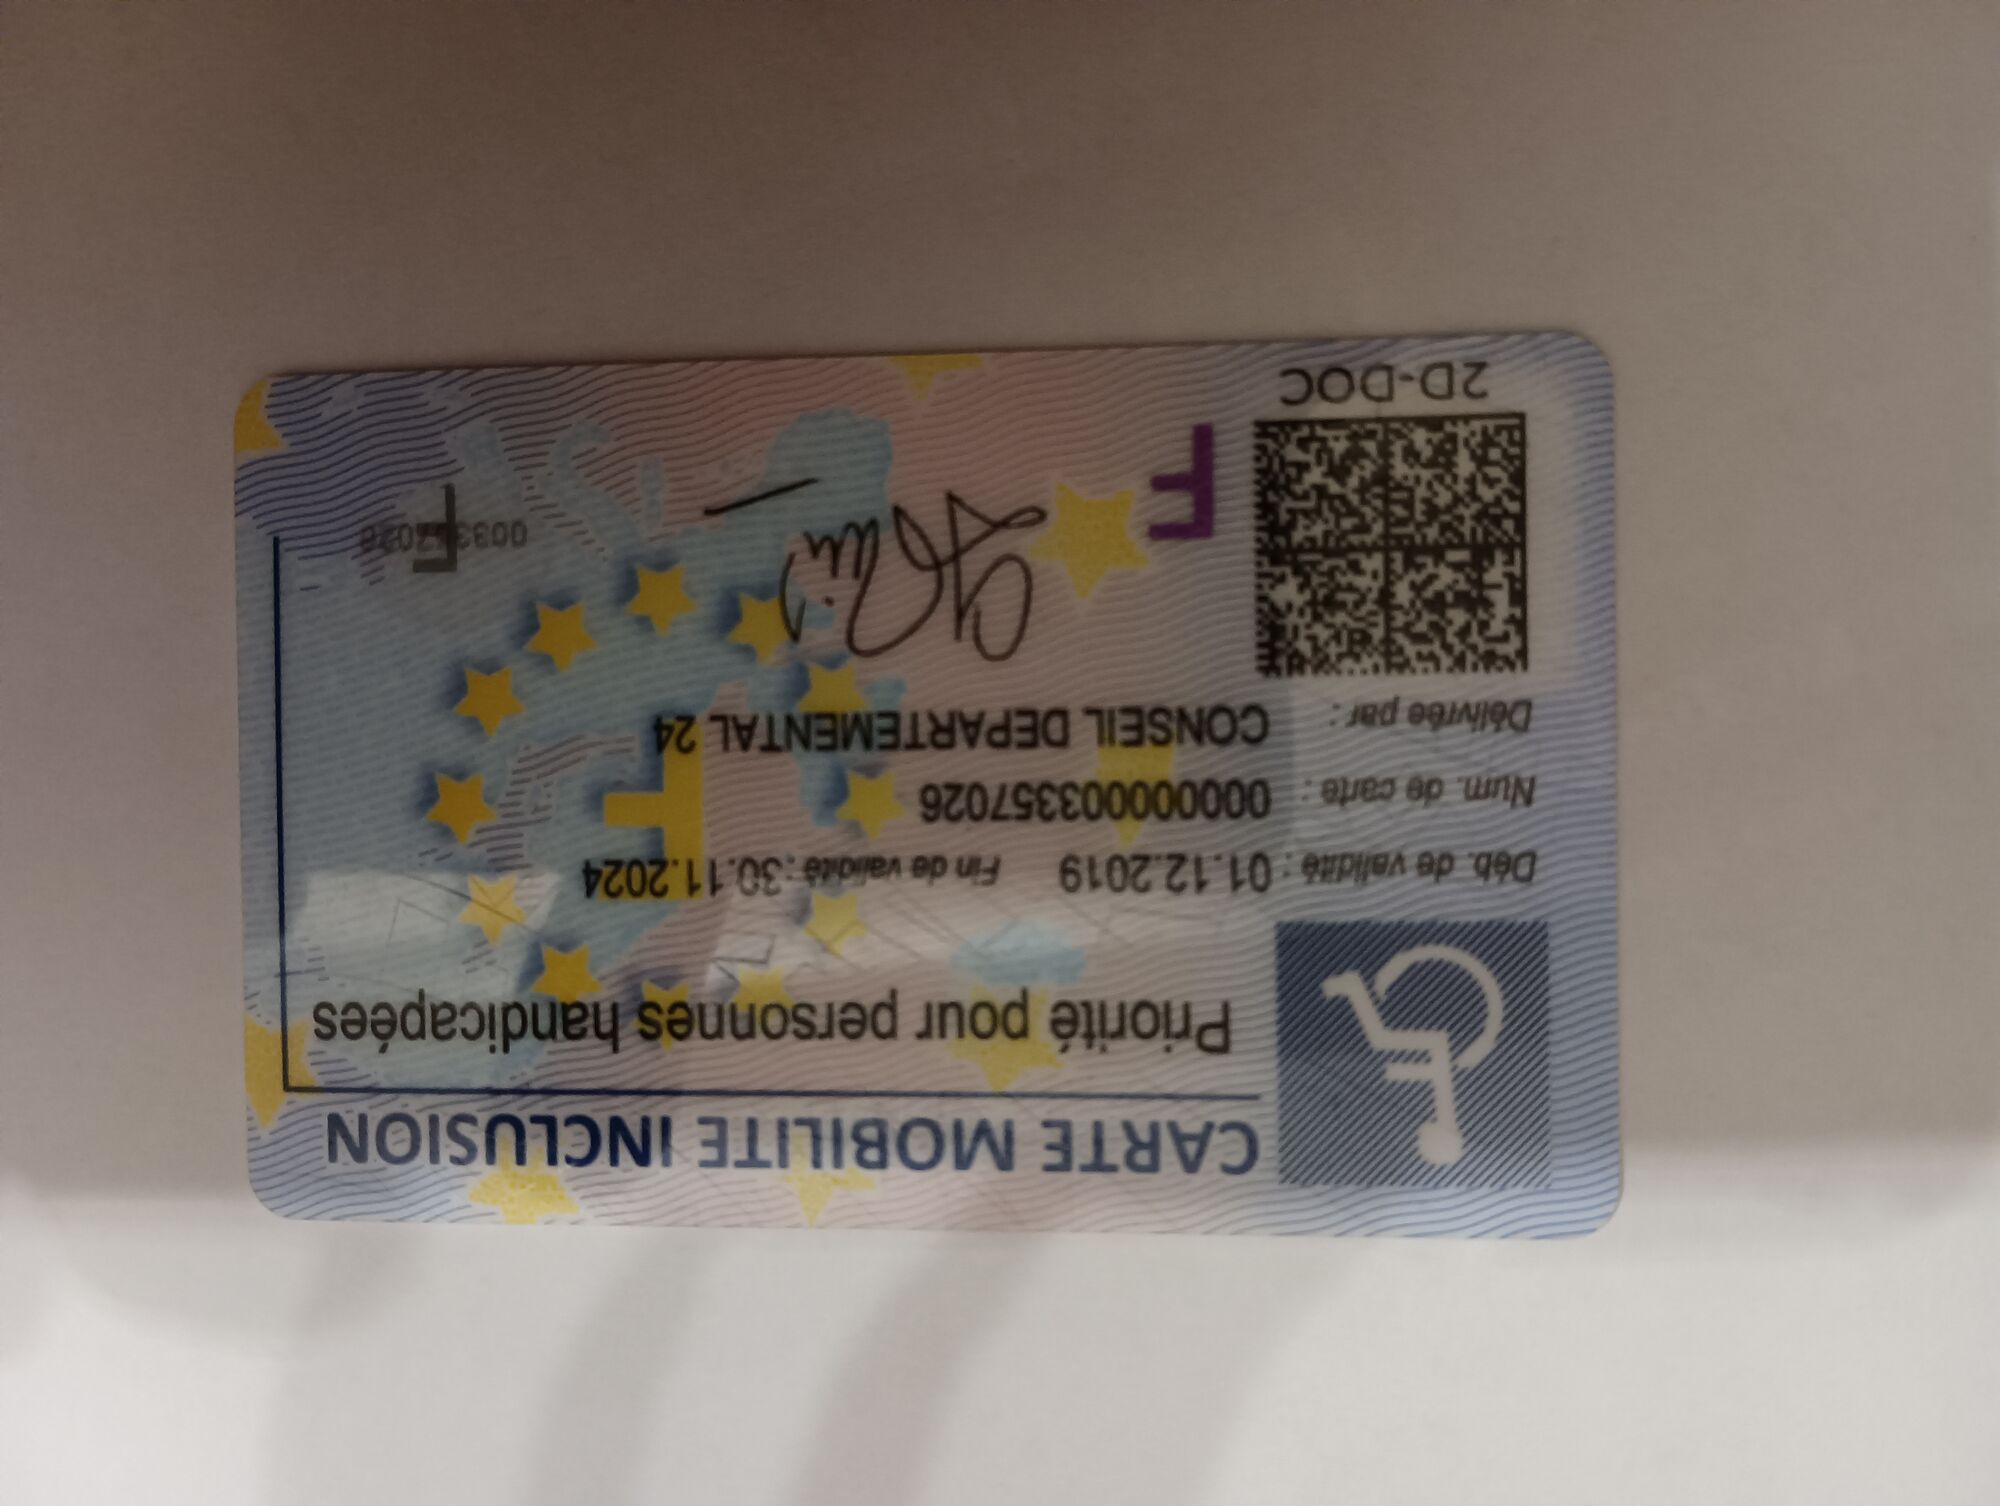 CARTE MOBILITE INCLUSION
Priorité pour personnes handicapées
Déb. de validité : 01.12.2019 Fin de validité : 30.11.2024
Num. de carte : 0000000003357026
Délivrée par : CONSEIL DEPARTEMENTAL 24
F
F
F
003357026
2D-DOC